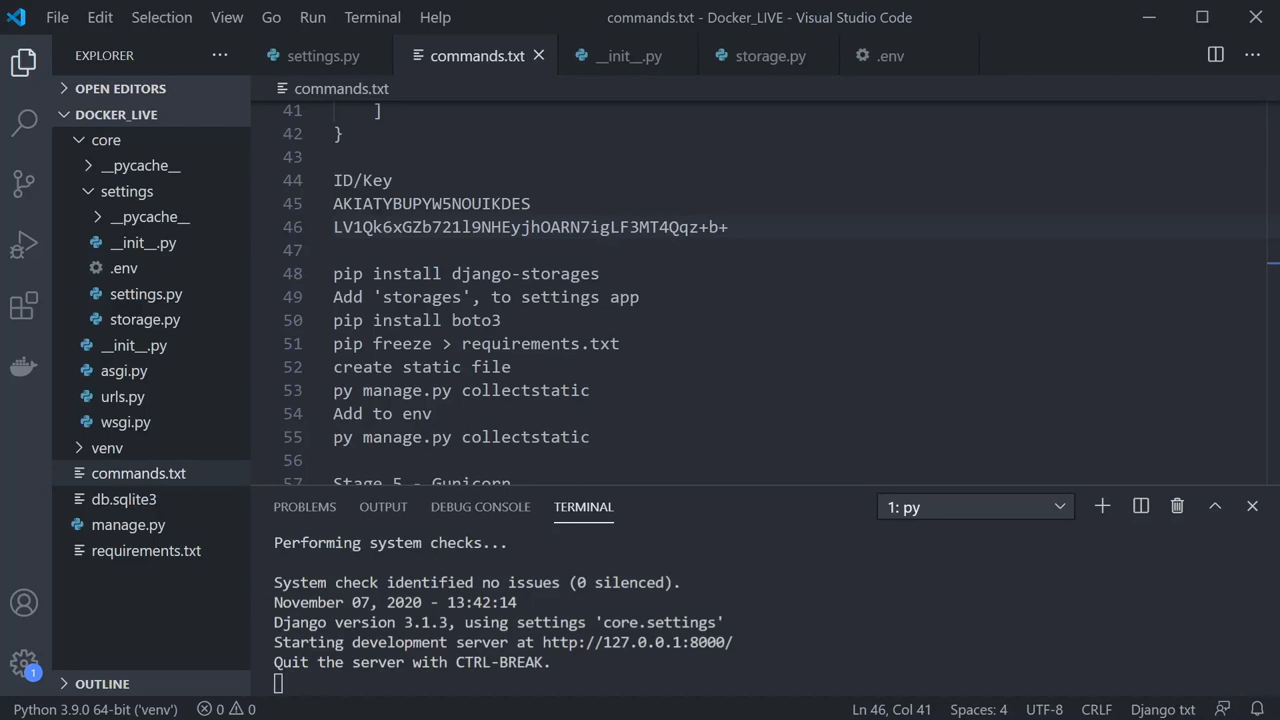 File Edit Selection View Go Run Terminal Help commands.txt - Docker_LIVE - Visual Studio Code
EXPLORER
settings.py commands.txt __init__.py storage.py .env
OPEN EDITORS
commands.txt
DOCKER_LIVE
core
__pycache__
settings
__pycache__
__init__.py
.env
settings.py
storage.py
__init__.py
asgi.py
urls.py
wsgi.py
venv
commands.txt
db.sqlite3
manage.py
requirements.txt
OUTLINE
41 ]
42 }
43
44 ID/Key
45 AKIATYBUPYW5NOUIKDES
46 LV1Qk6xGZb721l9NHEyjhOARN7igLF3MT4Qqz+b+
47
48 pip install django-storages
49 Add 'storages', to settings app
50 pip install boto3
51 pip freeze > requirements.txt
52 create static file
53 py manage.py collectstatic
54 Add to env
55 py manage.py collectstatic
56
57 Stage 5 - Gunicorn
PROBLEMS OUTPUT DEBUG CONSOLE TERMINAL 1: py
Performing system checks...
System check identified no issues (0 silenced).
November 07, 2020 - 13:42:14
Django version 3.1.3, using settings 'core.settings'
Starting development server at http://127.0.0.1:8000/
Quit the server with CTRL-BREAK.
1
Python 3.9.0 64-bit ('venv') 0 0 Ln 46, Col 41 Spaces: 4 UTF-8 CRLF Django txt